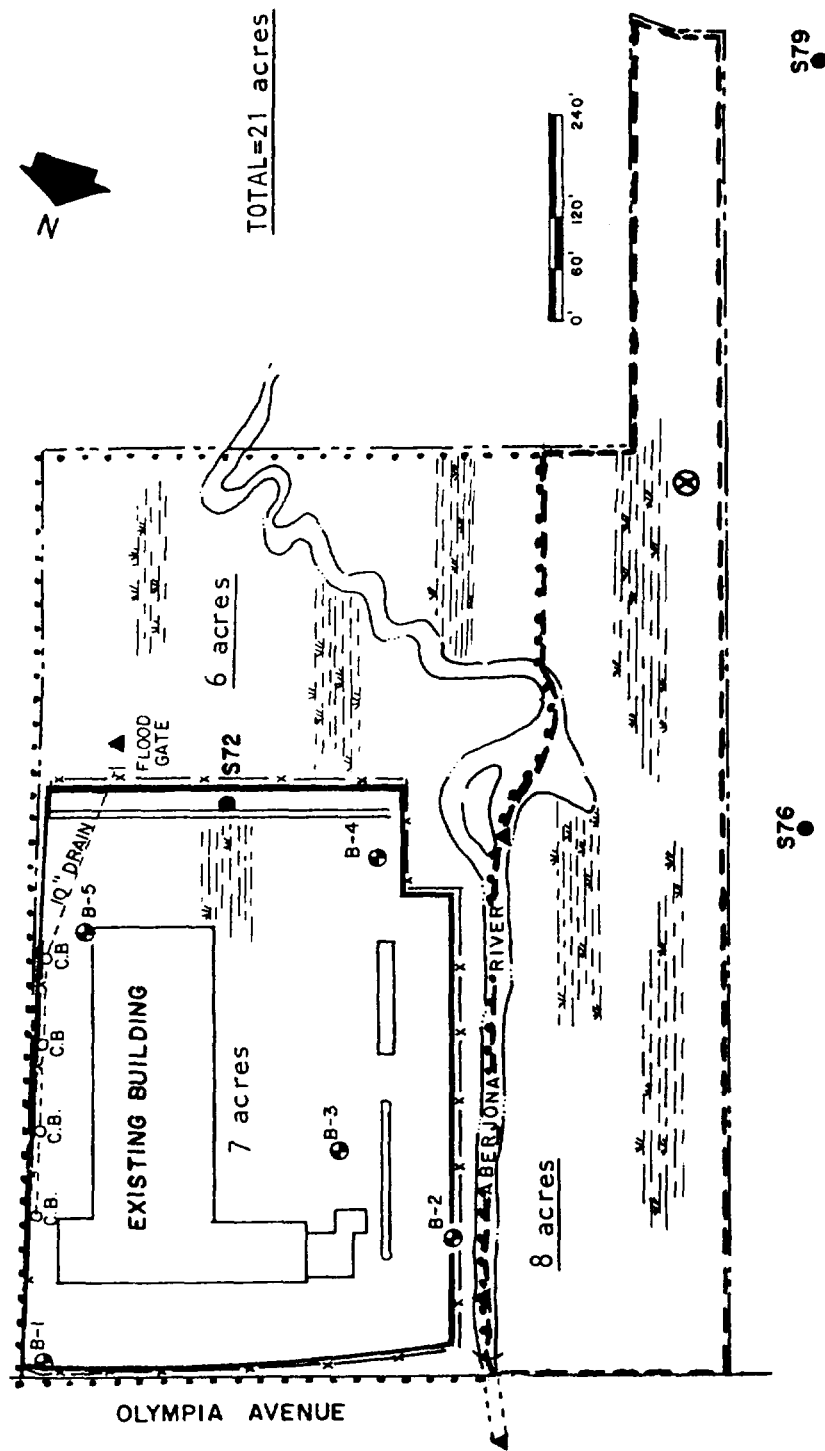 N
TOTAL=21 acres
S79
0' 60' 120' 240'
6 acres
FLOOD
GATE
S72
10" DRAIN
B-5
B-4
C.B
C.B
C.B.
C.B.
EXISTING BUILDING
7 acres
B-3
B-2
B-1
ABERJONA RIVER
8 acres
S76
OLYMPIA AVENUE